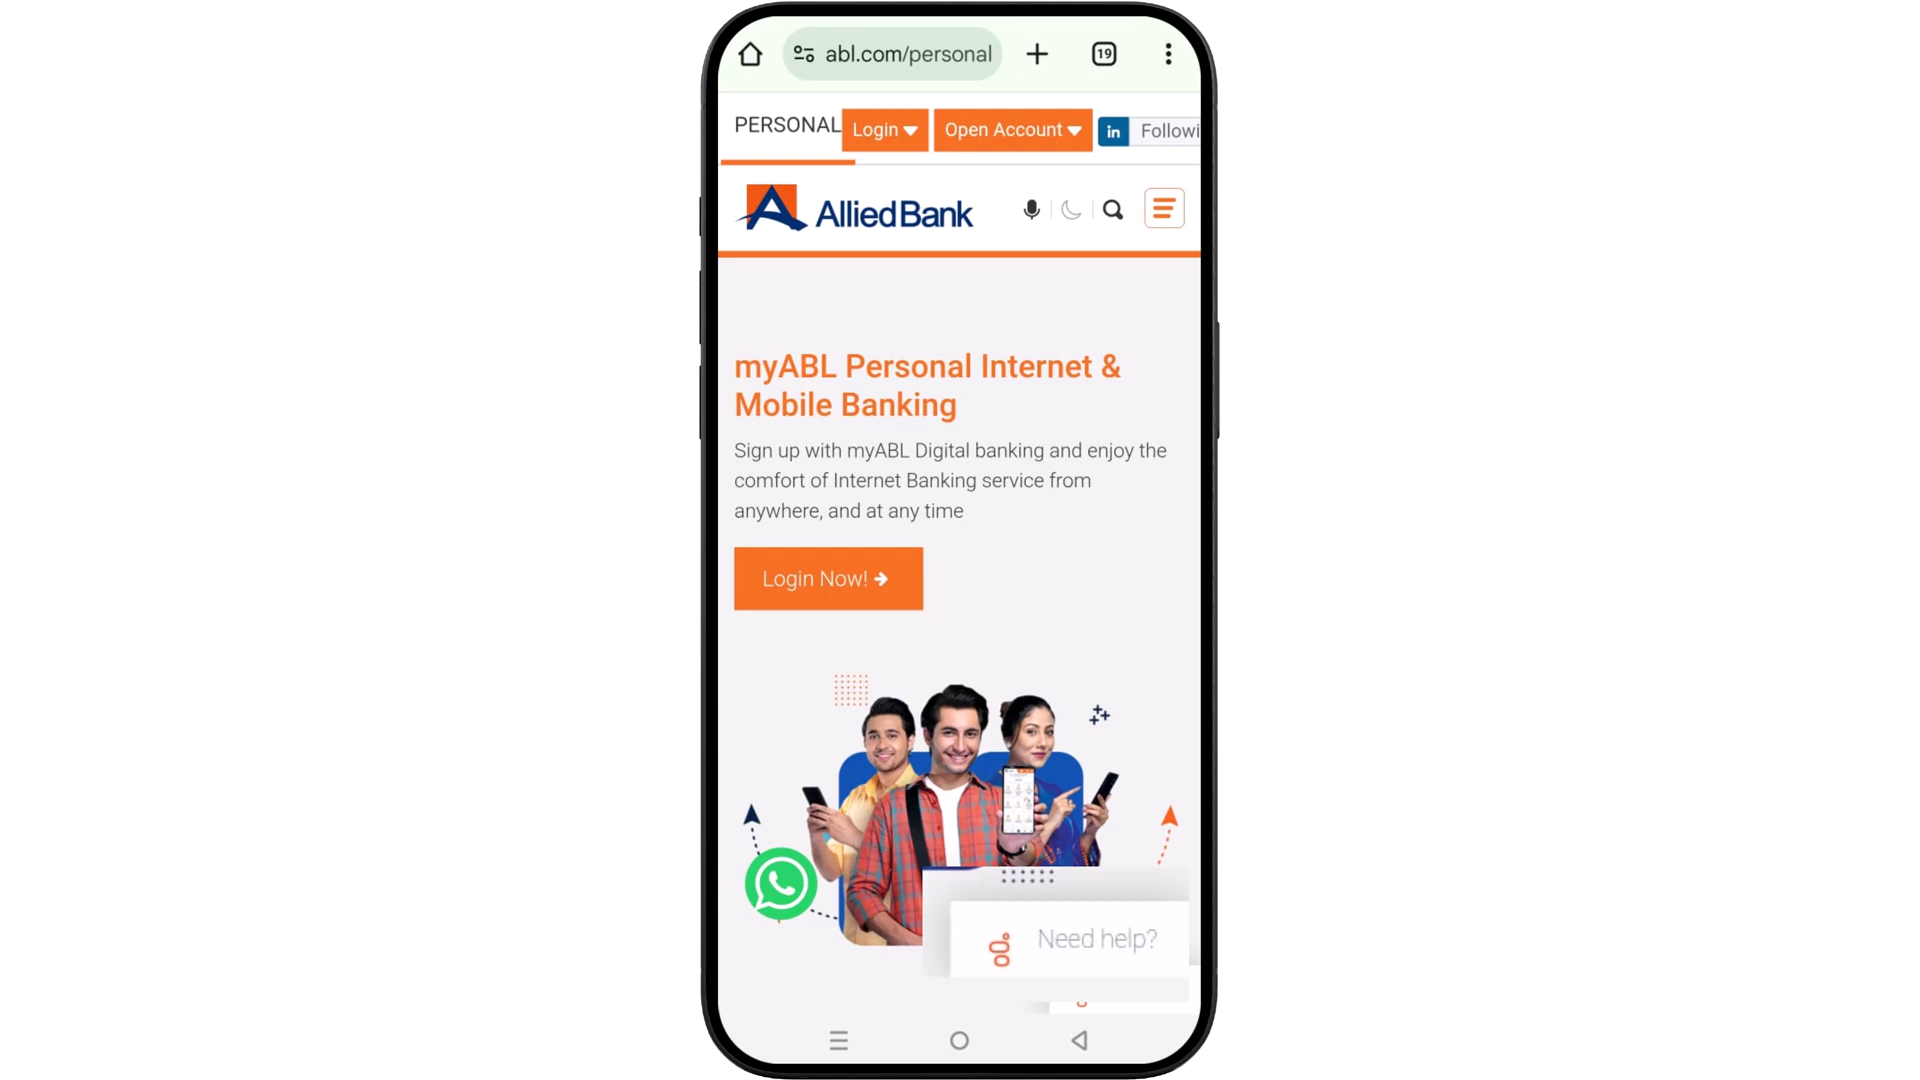 abl.com/personal
19
PERSONAL
Login
Open Account
in
Followi
Allied Bank
myABL Personal Internet &
Mobile Banking
Sign up with myABL Digital banking and enjoy the
comfort of Internet Banking service from
anywhere, and at any time
Login Now!
Need help?